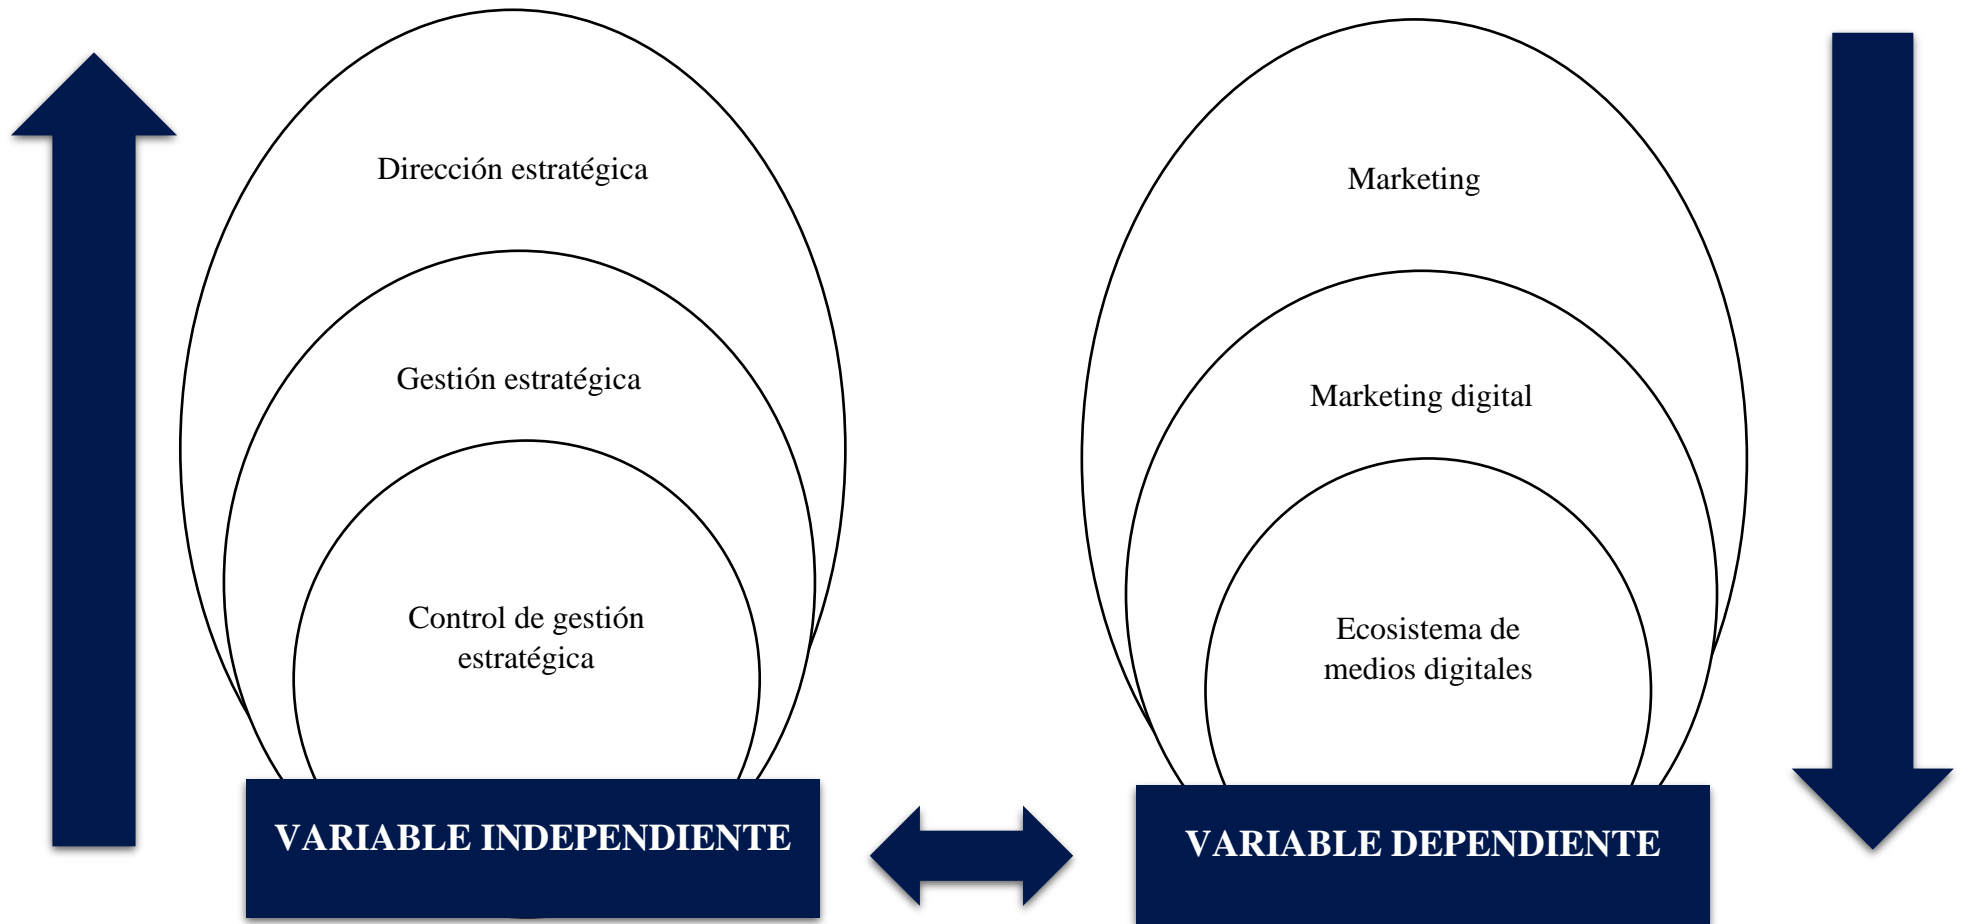 Dirección estratégica
Gestión estratégica
Control de gestión
estratégica
VARIABLE INDEPENDIENTE
Marketing
Marketing digital
Ecosistema de
medios digitales
VARIABLE DEPENDIENTE